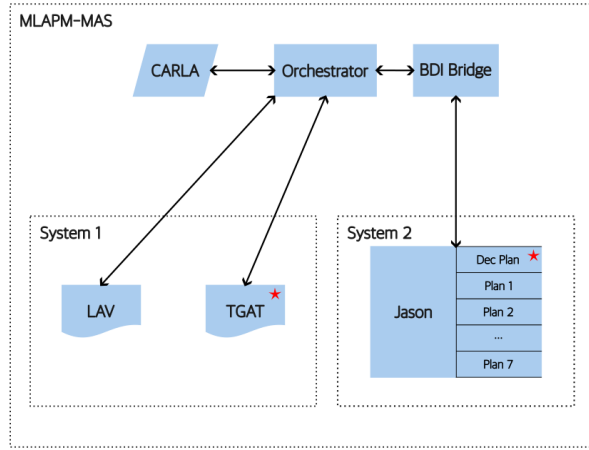 MLAPM-MAS
CARLA
Orchestrator
BDI Bridge
System 1
LAV
TGAT
System 2
Jason
Dec Plan
Plan 1
Plan 2
...
Plan 7